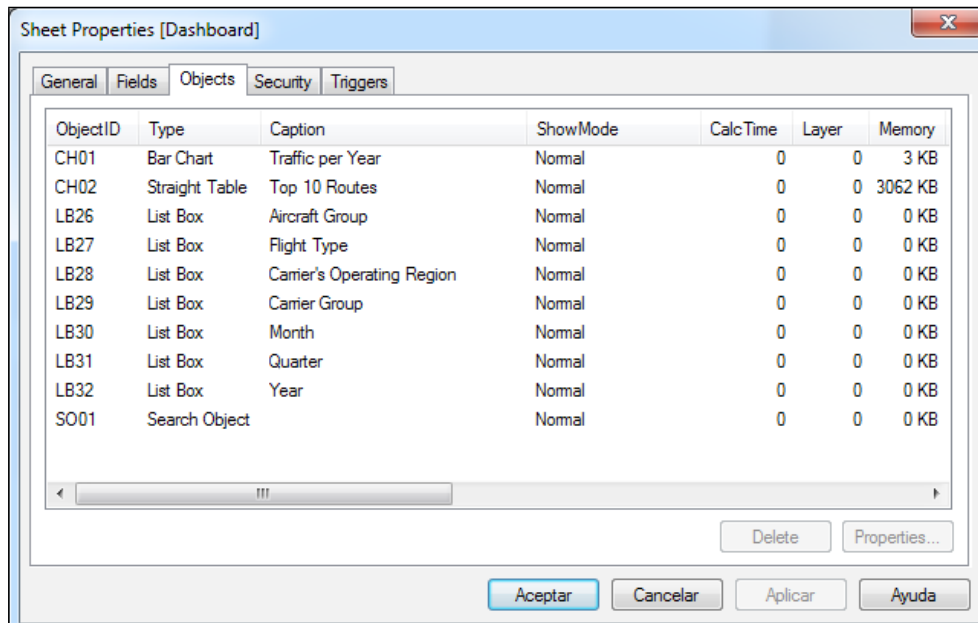 Sheet Properties [Dashboard]
General Fields Objects Security Triggers
ObjectID Type Caption ShowMode CalcTime Layer Memory
CH01 Bar Chart Traffic per Year Normal 0 0 3 KB
CH02 Straight Table Top 10 Routes Normal 0 0 3062 KB
LB26 List Box Aircraft Group Normal 0 0 0 KB
LB27 List Box Flight Type Normal 0 0 0 KB
LB28 List Box Carrier's Operating Region Normal 0 0 0 KB
LB29 List Box Carrier Group Normal 0 0 0 KB
LB30 List Box Month Normal 0 0 0 KB
LB31 List Box Quarter Normal 0 0 0 KB
LB32 List Box Year Normal 0 0 0 KB
SO01 Search Object Normal 0 0 0 KB
Delete Properties...
Aceptar Cancelar Aplicar Ayuda